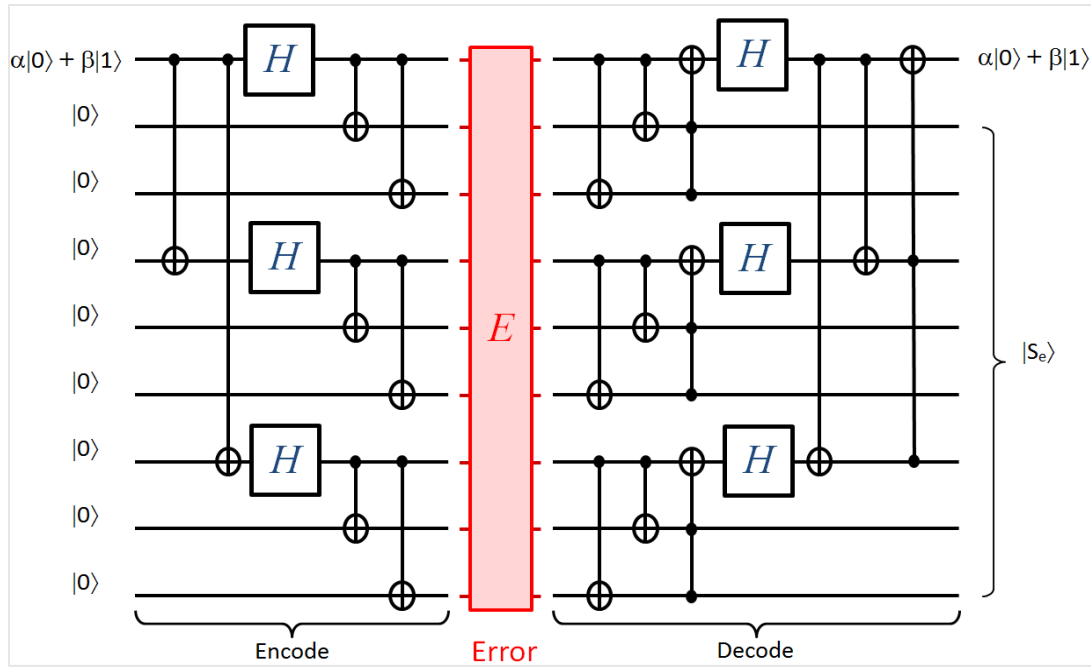 α|0⟩ + β|1⟩
H
H
α|0⟩ + β|1⟩
|0⟩
|0⟩
|0⟩
H
H
|0⟩
E
|Sₑ⟩
|0⟩
|0⟩
H
H
|0⟩
|0⟩
Encode
Error
Decode